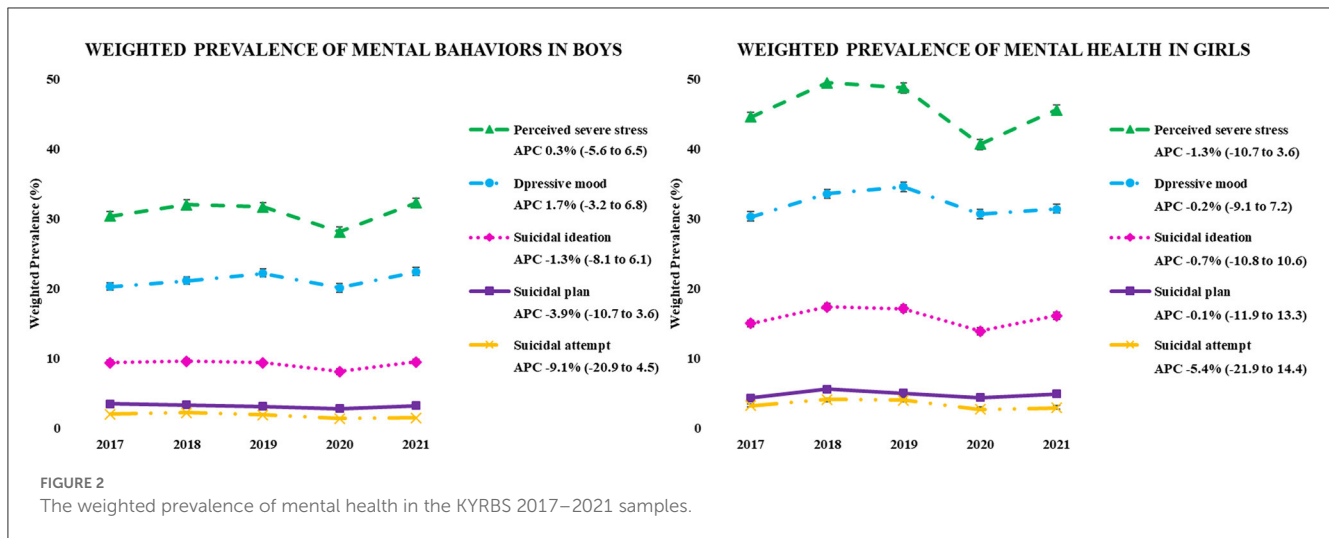 WEIGHTED PREVALENCE OF MENTAL BAHAVIORS IN BOYS
50
40
30
20
10
0
Weighted Prevalence (%)
2017 2018 2019 2020 2021
Perceived severe stress
APC 0.3% (-5.6 to 6.5)
Dpressive mood
APC 1.7% (-3.2 to 6.8)
Suicidal ideation
APC -1.3% (-8.1 to 6.1)
Suicidal plan
APC -3.9% (-10.7 to 3.6)
Suicidal attempt
APC -9.1% (-20.9 to 4.5)
WEIGHTED PREVALENCE OF MENTAL HEALTH IN GIRLS
50
40
30
20
10
0
Weighted Prevalence (%)
2017 2018 2019 2020 2021
Perceived severe stress
APC -1.3% (-10.7 to 3.6)
Dpressive mood
APC -0.2% (-9.1 to 7.2)
Suicidal ideation
APC -0.7% (-10.8 to 10.6)
Suicidal plan
APC -0.1% (-11.9 to 13.3)
Suicidal attempt
APC -5.4% (-21.9 to 14.4)
FIGURE 2
The weighted prevalence of mental health in the KYRBS 2017–2021 samples.